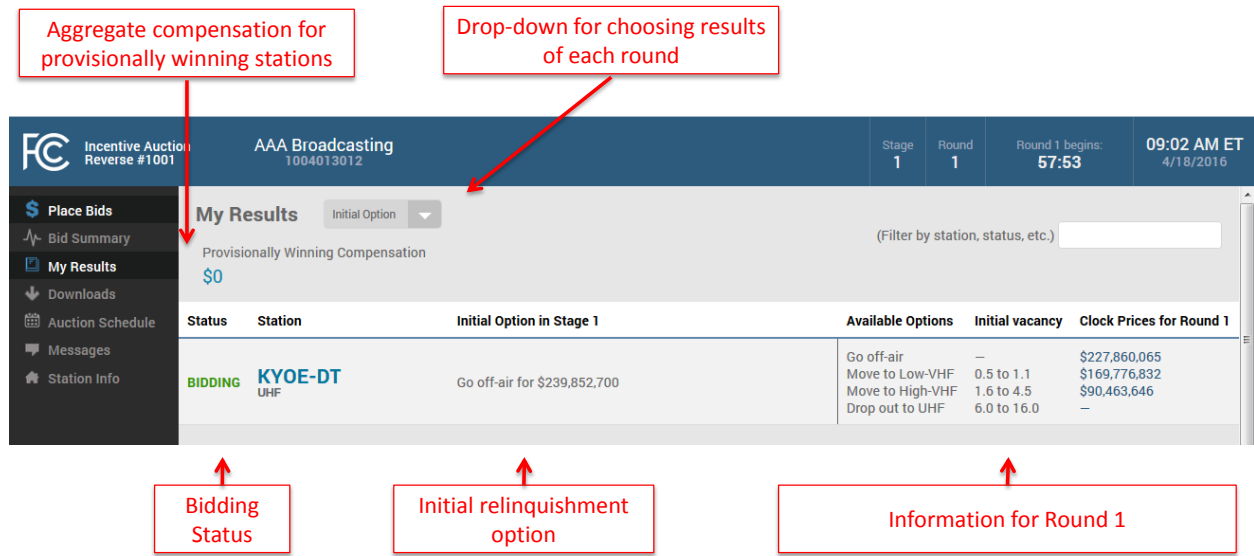 Aggregate compensation for
provisionally winning stations
Drop-down for choosing results
of each round
FCC
Incentive Auction
Reverse #1001
AAA Broadcasting
1004013012
Stage
1
Round
1
Round 1 begins:
57:53
09:02 AM ET
4/18/2016
Place Bids
Bid Summary
My Results
Downloads
Auction Schedule
Messages
Station Info
My Results
Initial Option
(Filter by station, status, etc.)
Provisionally Winning Compensation
$0
Status Station Initial Option in Stage 1 Available Options Initial vacancy Clock Prices for Round 1
BIDDING
KYOE-DT
UHF
Go off-air for $239,852,700
Go off-air – $227,860,065
Move to Low-VHF 0.5 to 1.1 $169,776,832
Move to High-VHF 1.6 to 4.5 $90,463,646
Drop out to UHF 6.0 to 16.0 –
Bidding
Status
Initial relinquishment
option
Information for Round 1